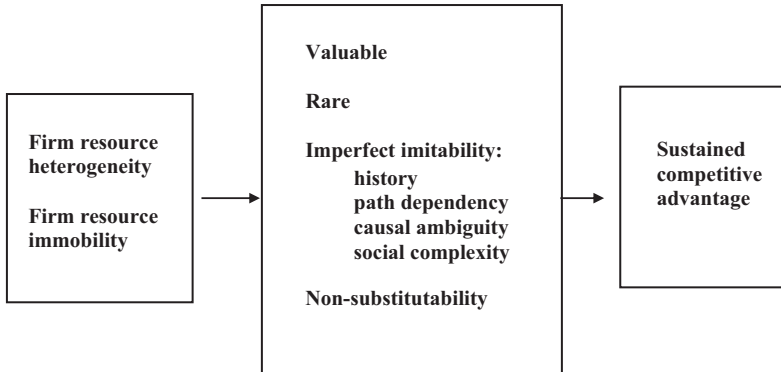 Firm resource
heterogeneity
Firm resource
immobility
Valuable
Rare
Imperfect imitability:
history
path dependency
causal ambiguity
social complexity
Non-substitutability
Sustained
competitive
advantage